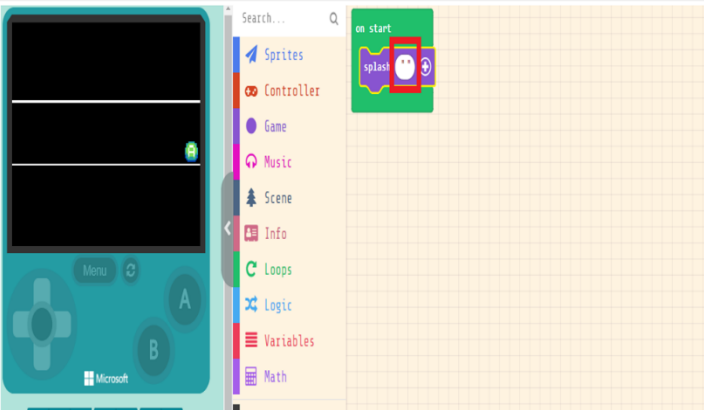 Search...
Sprites
Controller
Game
Music
Scene
Info
Loops
Logic
Variables
Math
on start
splash
Menu
A
B
Microsoft